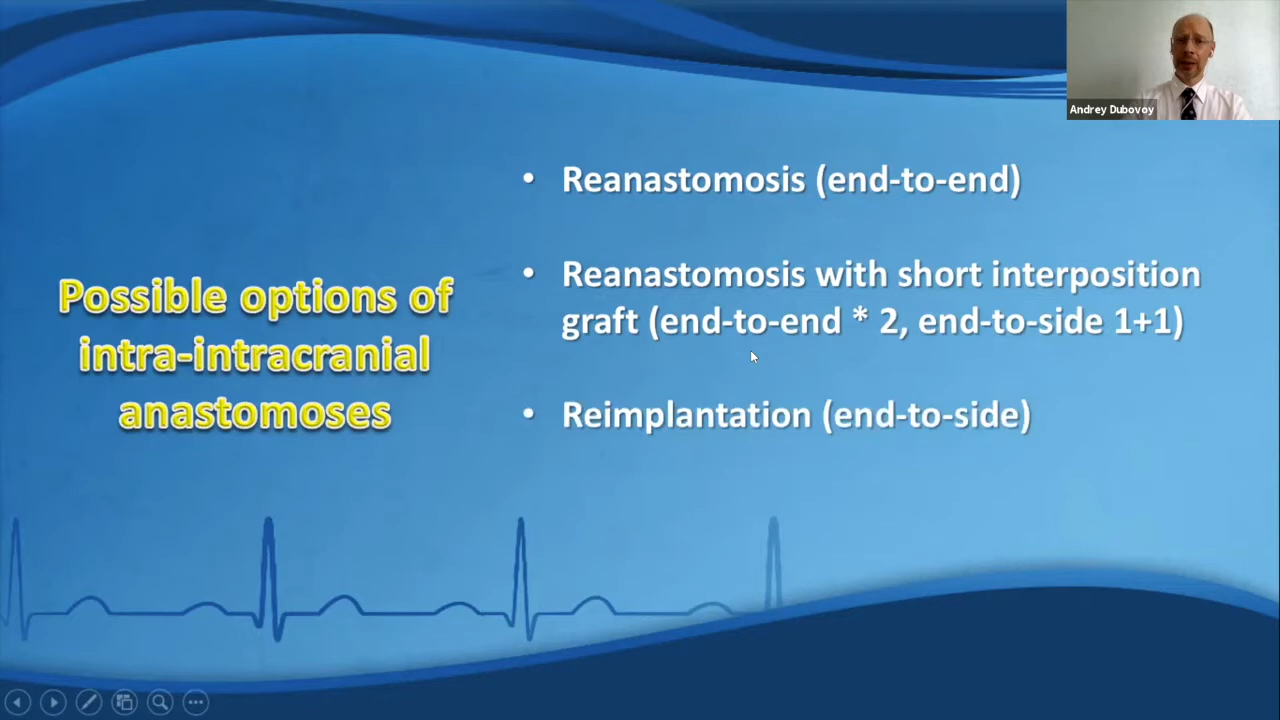 Andrey Dubovoy
Possible options of
intra-intracranial
anastomoses
• Reanastomosis (end-to-end)
• Reanastomosis with short interposition
graft (end-to-end * 2, end-to-side 1+1)
• Reimplantation (end-to-side)